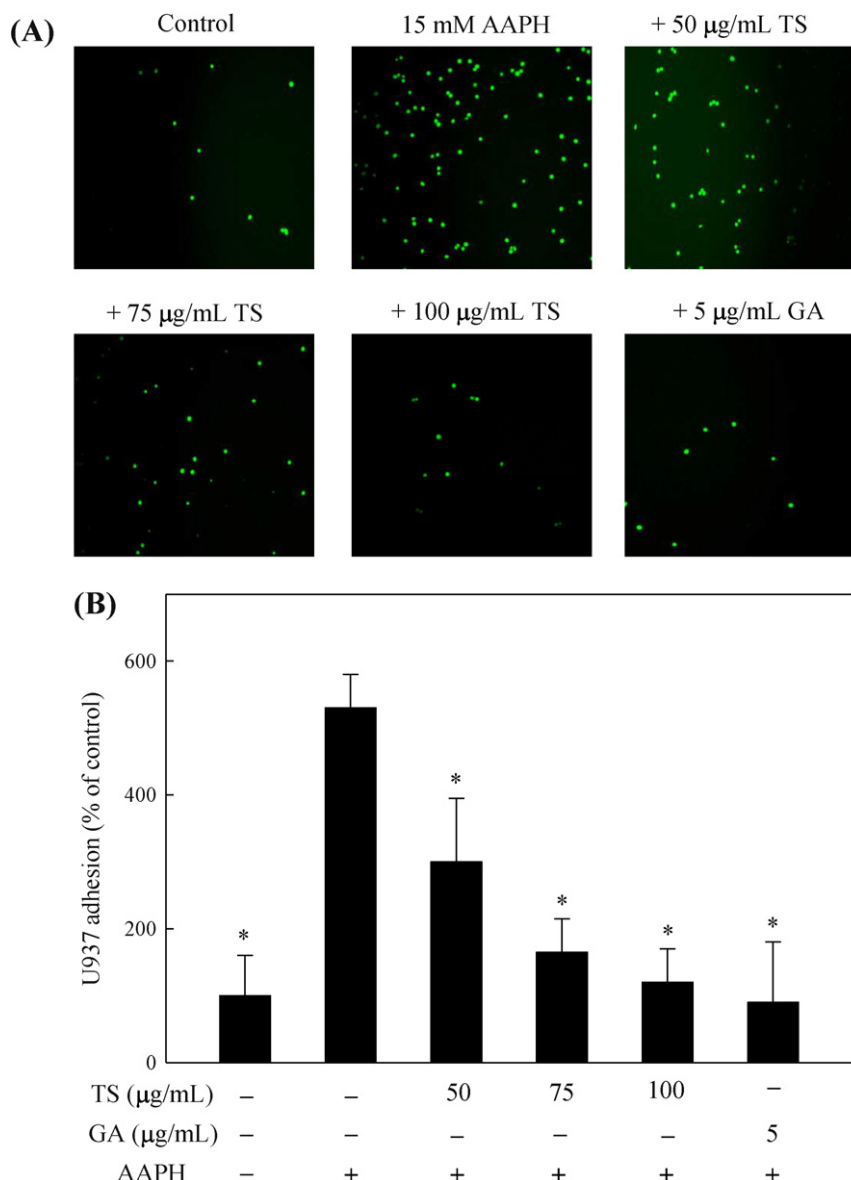 (A)
Control 15 mM AAPH + 50 μg/mL TS
+ 75 μg/mL TS + 100 μg/mL TS + 5 μg/mL GA
(B)
U937 adhesion (% of control)
600
400
200
0
* * * * *
TS (μg/mL) – – 50 75 100 –
GA (μg/mL) – – – – – 5
AAPH – + + + + +